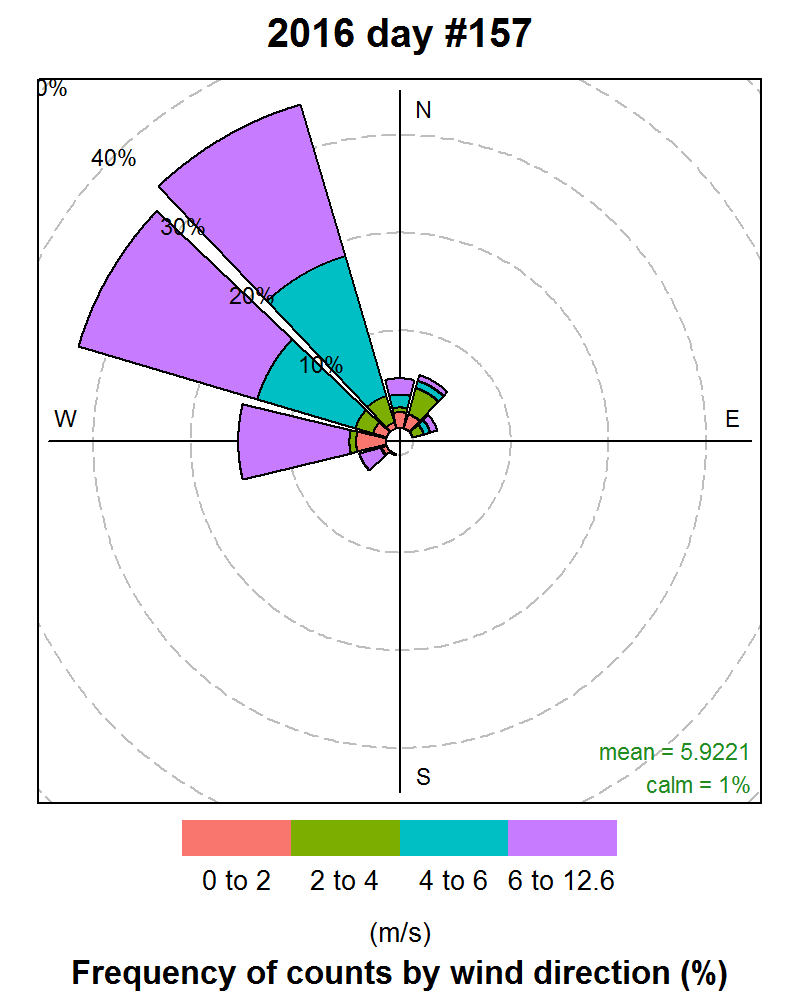 2016 day #157
0%
N
40%
30%
20%
10%
W
E
mean = 5.9221
calm = 1%
S
0 to 2
2 to 4
4 to 6
6 to 12.6
(m/s)
Frequency of counts by wind direction (%)